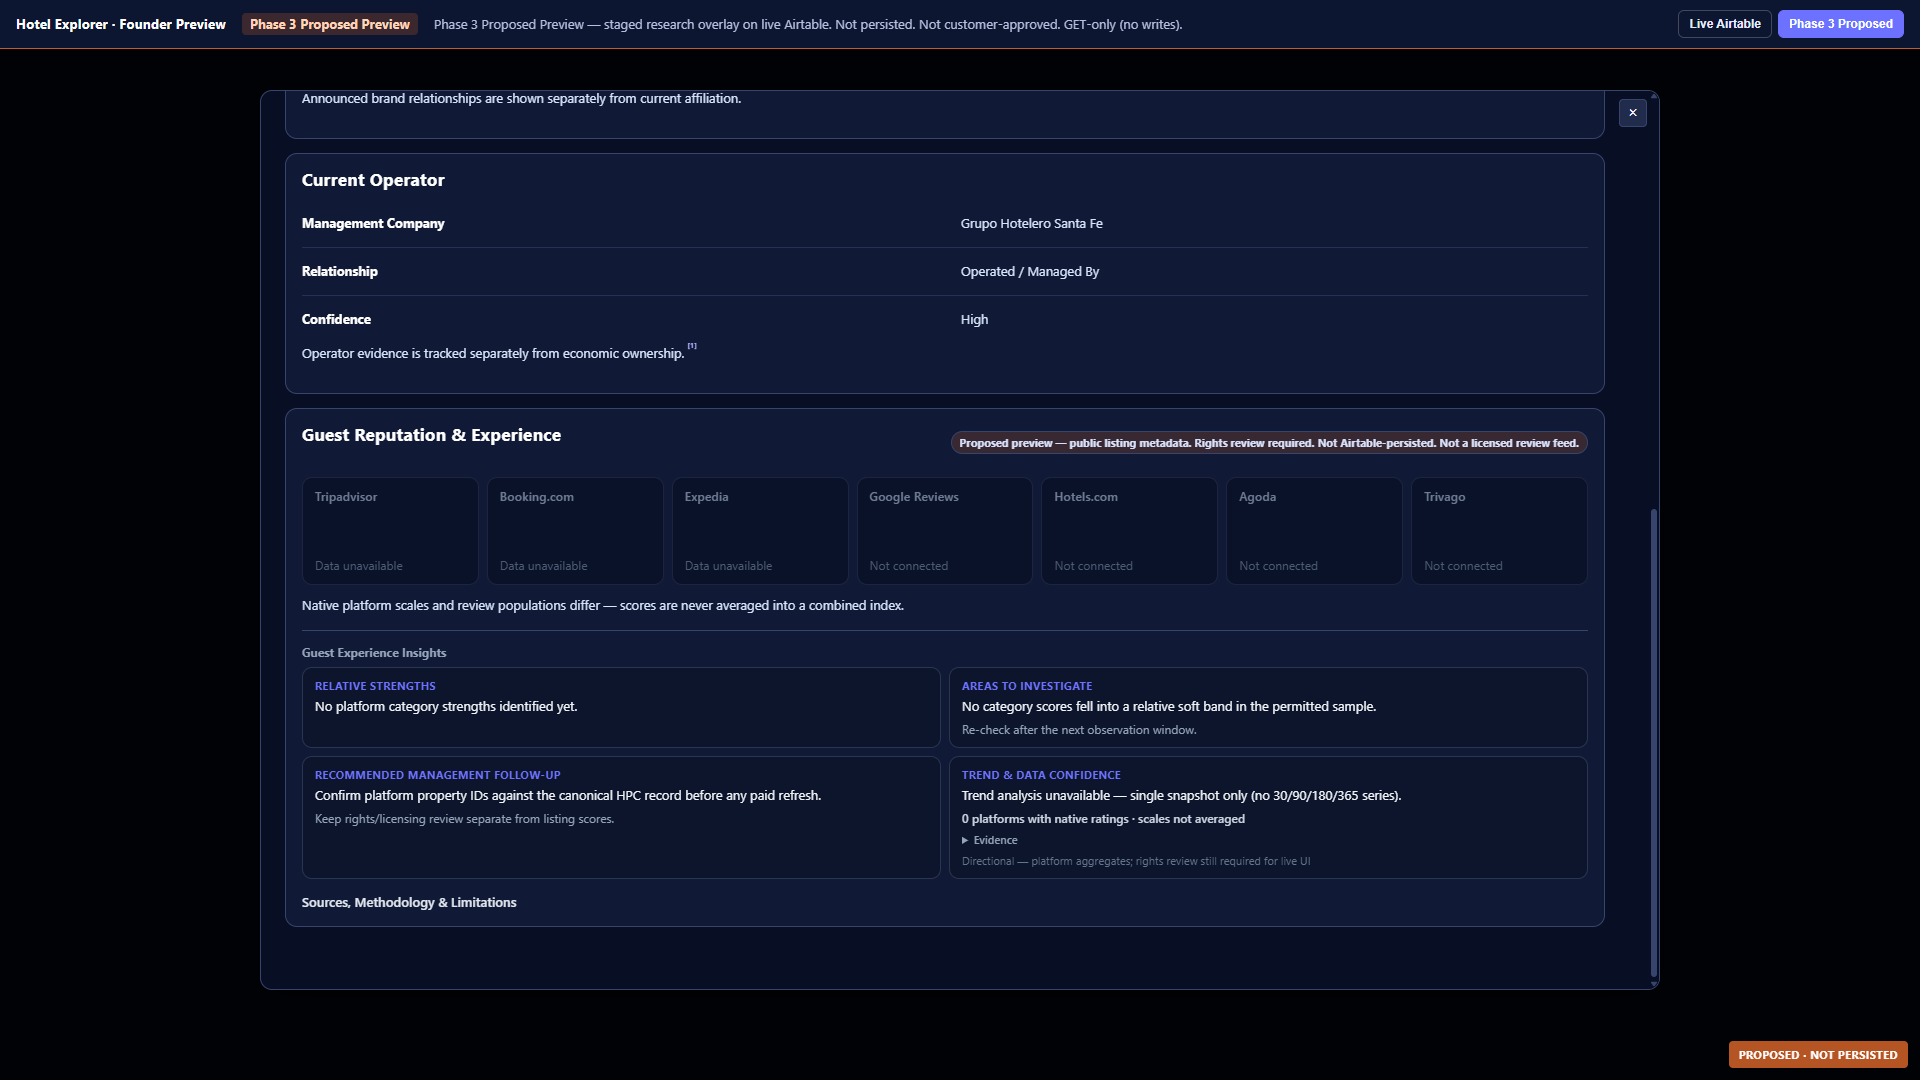 Hotel Explorer · Founder Preview
Phase 3 Proposed Preview
Phase 3 Proposed Preview — staged research overlay on live Airtable. Not persisted. Not customer-approved. GET-only (no writes).
Live Airtable
Phase 3 Proposed
Announced brand relationships are shown separately from current affiliation.
×
Current Operator
Management Company
Grupo Hotelero Santa Fe
Relationship
Operated / Managed By
Confidence
High
Operator evidence is tracked separately from economic ownership. [1]
Guest Reputation & Experience
Proposed preview — public listing metadata. Rights review required. Not Airtable-persisted. Not a licensed review feed.
Tripadvisor
Data unavailable
Booking.com
Data unavailable
Expedia
Data unavailable
Google Reviews
Not connected
Hotels.com
Not connected
Agoda
Not connected
Trivago
Not connected
Native platform scales and review populations differ — scores are never averaged into a combined index.
Guest Experience Insights
RELATIVE STRENGTHS
No platform category strengths identified yet.
AREAS TO INVESTIGATE
No category scores fell into a relative soft band in the permitted sample.
Re-check after the next observation window.
RECOMMENDED MANAGEMENT FOLLOW-UP
Confirm platform property IDs against the canonical HPC record before any paid refresh.
Keep rights/licensing review separate from listing scores.
TREND & DATA CONFIDENCE
Trend analysis unavailable — single snapshot only (no 30/90/180/365 series).
0 platforms with native ratings · scales not averaged
▶ Evidence
Directional — platform aggregates; rights review still required for live UI
Sources, Methodology & Limitations
PROPOSED · NOT PERSISTED